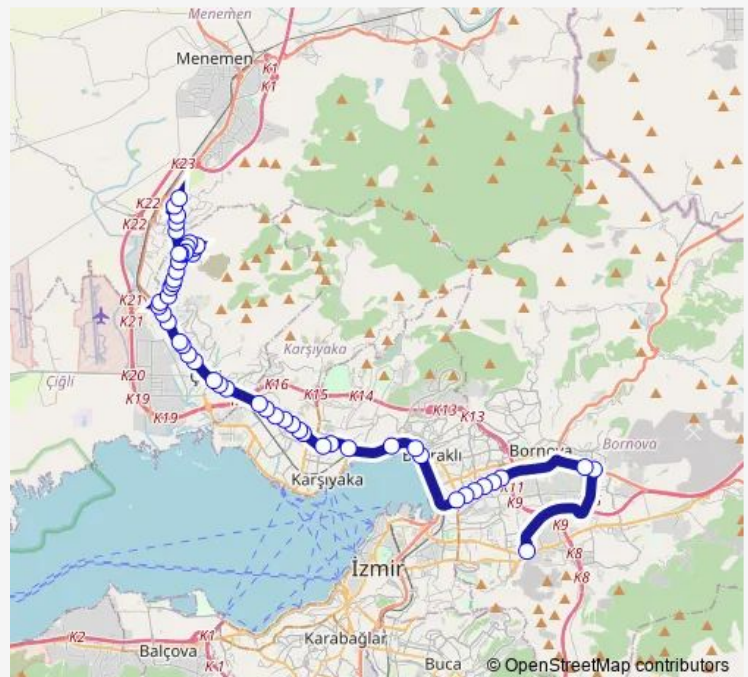 Menemen
Menemen
K1
K1
K23
K22
K22
K21
K21
Karşıyaka
K20
Çiğli
K19
K19
K16
K15
K14
K13
K13
Bornova
Bornova
K11
K9
Karşıyaka
K9
K8
K8
İzmir
K2
K1
K1
Balçova
Karabağlar
Buca
© OpenStreetMap contributors